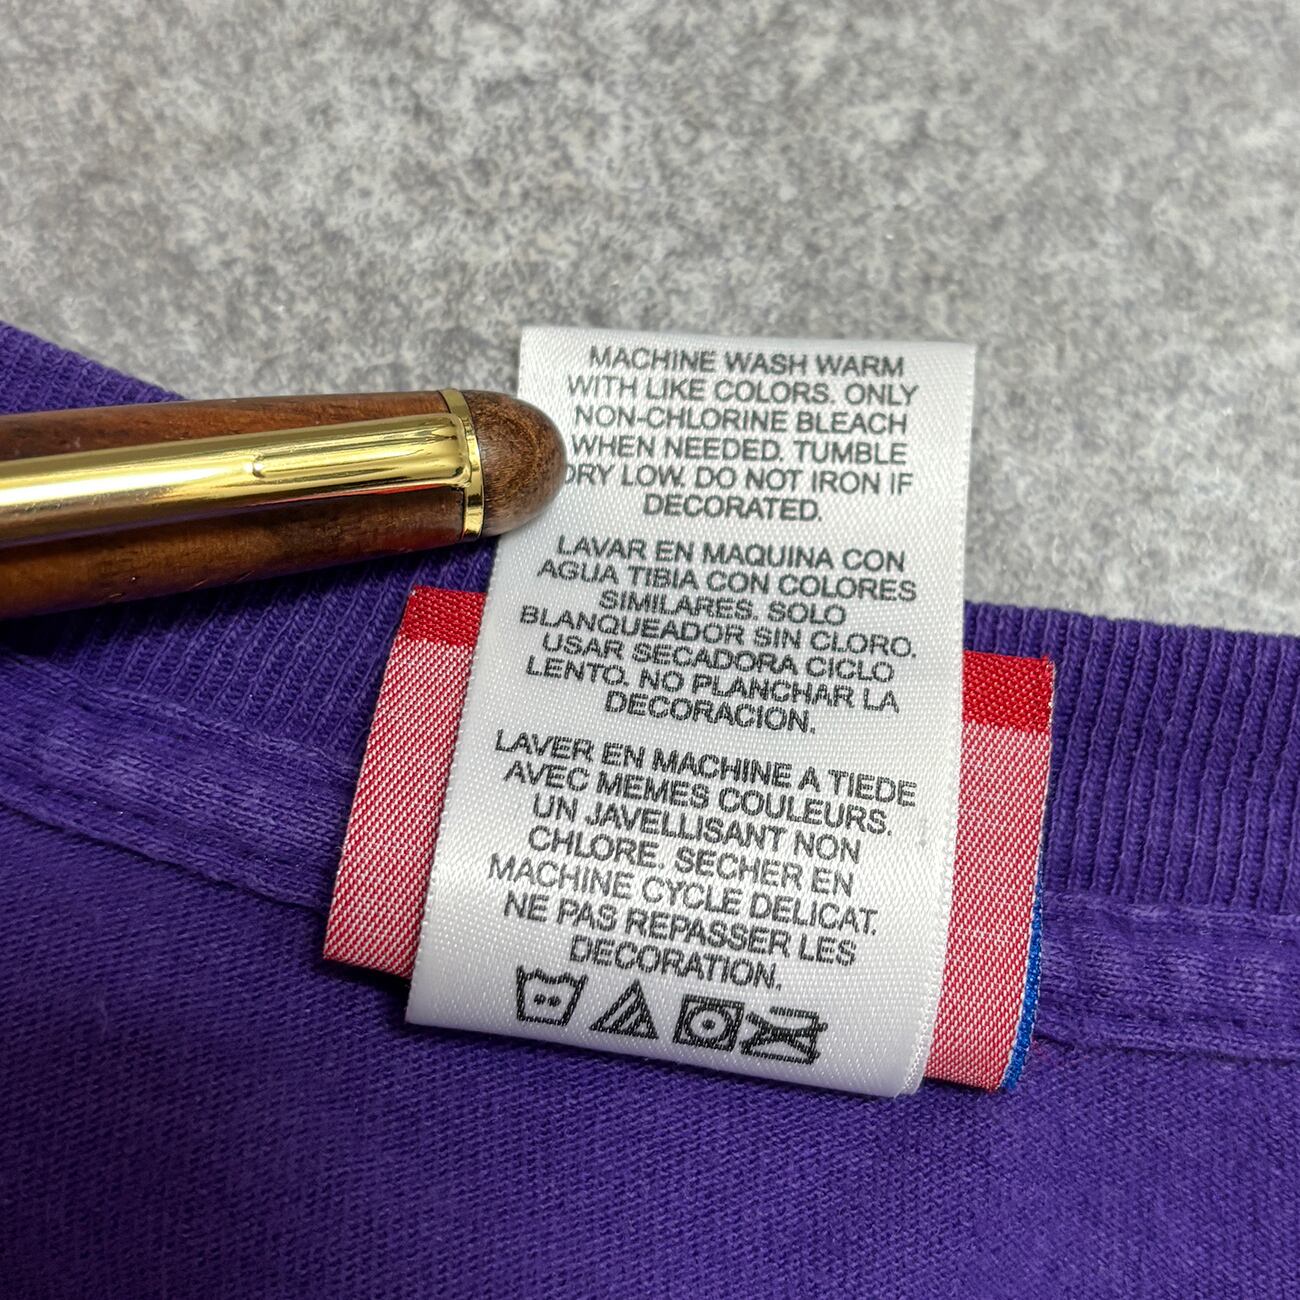 MACHINE WASH WARM
WITH LIKE COLORS. ONLY
NON-CHLORINE BLEACH
WHEN NEEDED. TUMBLE
DRY LOW. DO NOT IRON IF
DECORATED.
LAVAR EN MAQUINA CON
AGUA TIBIA CON COLORES
SIMILARES. SOLO
BLANQUEADOR SIN CLORO.
USAR SECADORA CICLO
LENTO. NO PLANCHAR LA
DECORACION.
LAVER EN MACHINE A TIEDE
AVEC MEMES COULEURS.
UN JAVELLISANT NON
CHLORE. SECHER EN
MACHINE CYCLE DELICAT.
NE PAS REPASSER LES
DECORATION.